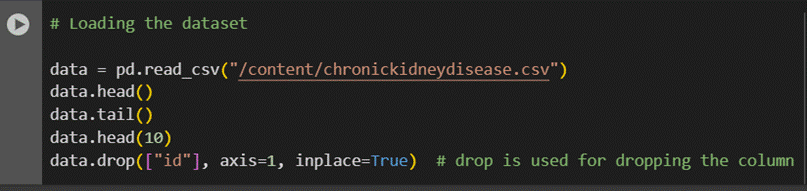 # Loading the dataset
data = pd.read_csv("/content/chronickidneydisease.csv")
data.head()
data.tail()
data.head(10)
data.drop(["id"], axis=1, inplace=True)  # drop is used for dropping the column